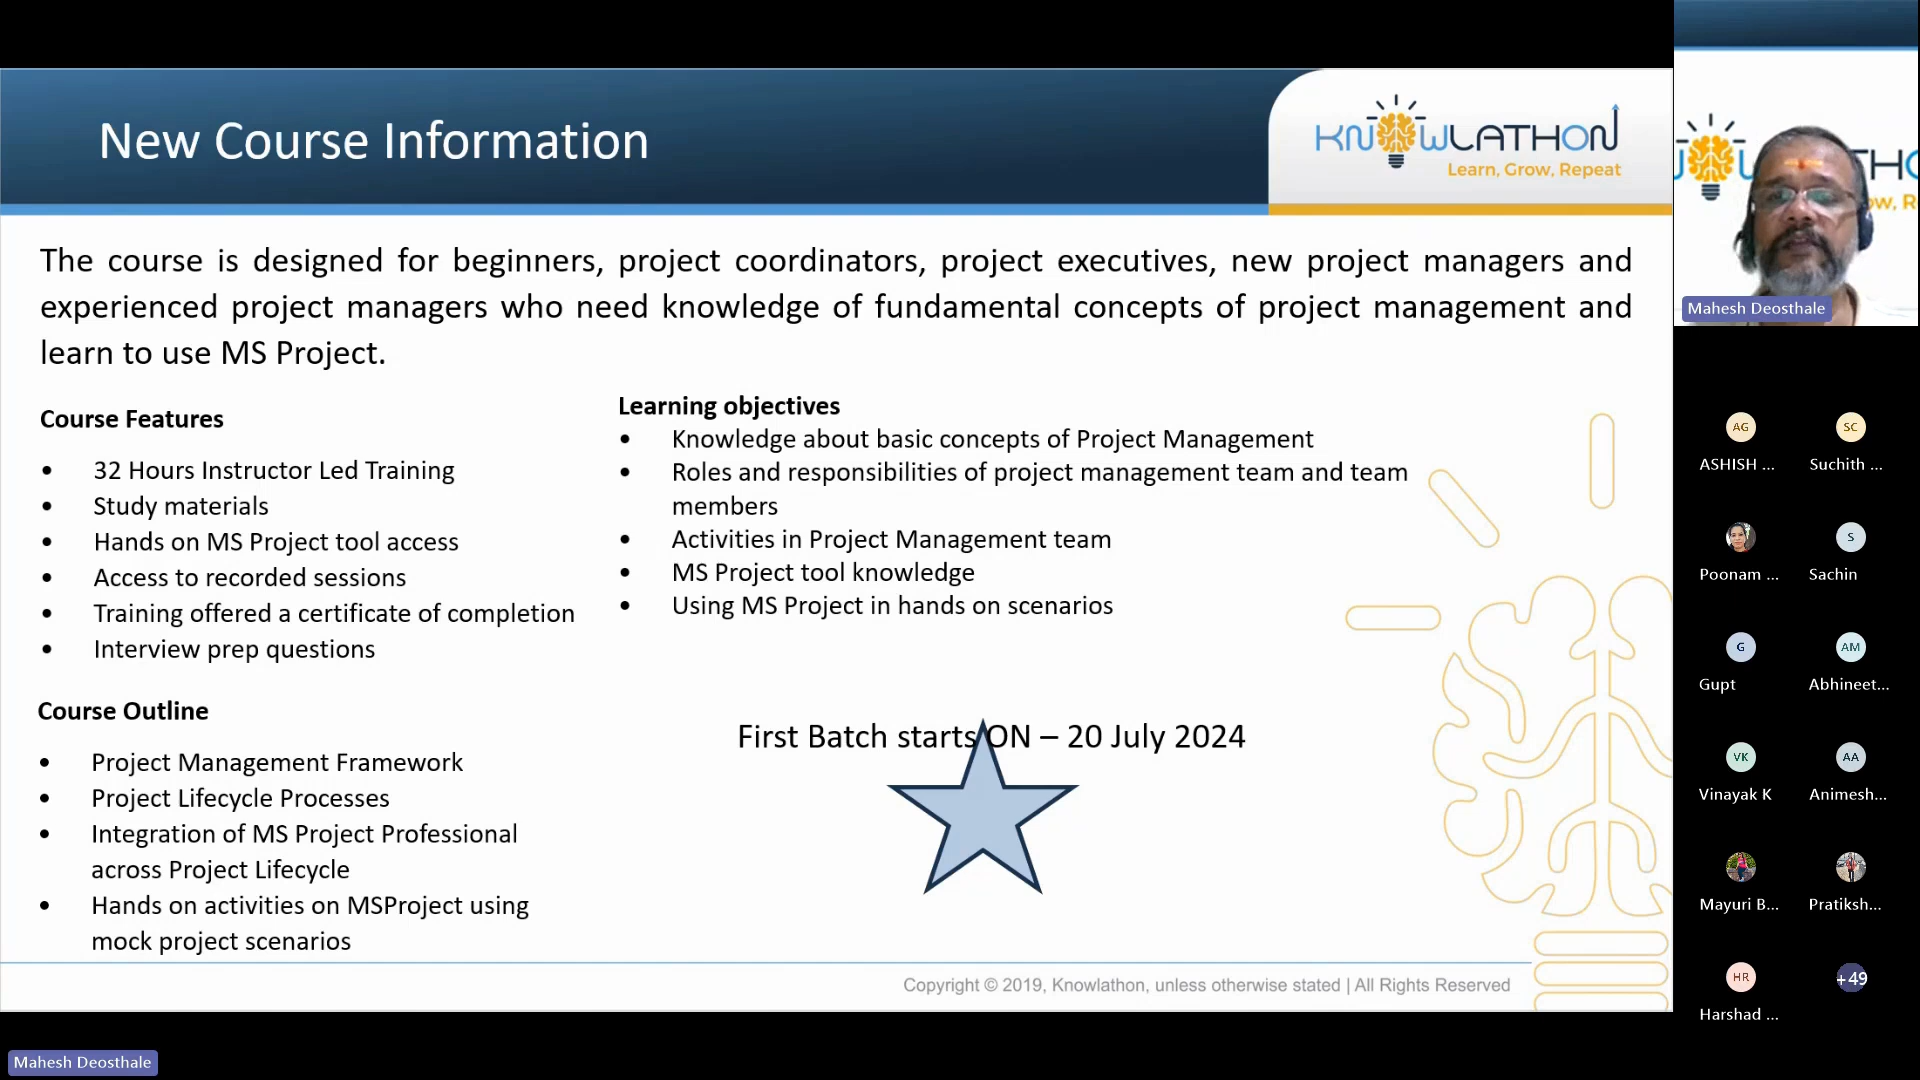 New Course Information
KNOWLATHON
Learn, Grow, Repeat
The course is designed for beginners, project coordinators, project executives, new project managers and
experienced project managers who need knowledge of fundamental concepts of project management and
learn to use MS Project.
Course Features
• 32 Hours Instructor Led Training
• Study materials
• Hands on MS Project tool access
• Access to recorded sessions
• Training offered a certificate of completion
• Interview prep questions
Course Outline
• Project Management Framework
• Project Lifecycle Processes
• Integration of MS Project Professional
across Project Lifecycle
• Hands on activities on MSProject using
mock project scenarios
Learning objectives
• Knowledge about basic concepts of Project Management
• Roles and responsibilities of project management team and team
members
• Activities in Project Management team
• MS Project tool knowledge
• Using MS Project in hands on scenarios
First Batch starts ON – 20 July 2024
Copyright © 2019, Knowlathon, unless otherwise stated | All Rights Reserved
Mahesh Deosthale
Mahesh Deosthale
AG
ASHISH ...
SC
Suchith ...
Poonam ...
S
Sachin
G
Gupt
AM
Abhineet...
VK
Vinayak K
AA
Animesh...
Mayuri B...
Pratiksh...
HR
Harshad ...
+49